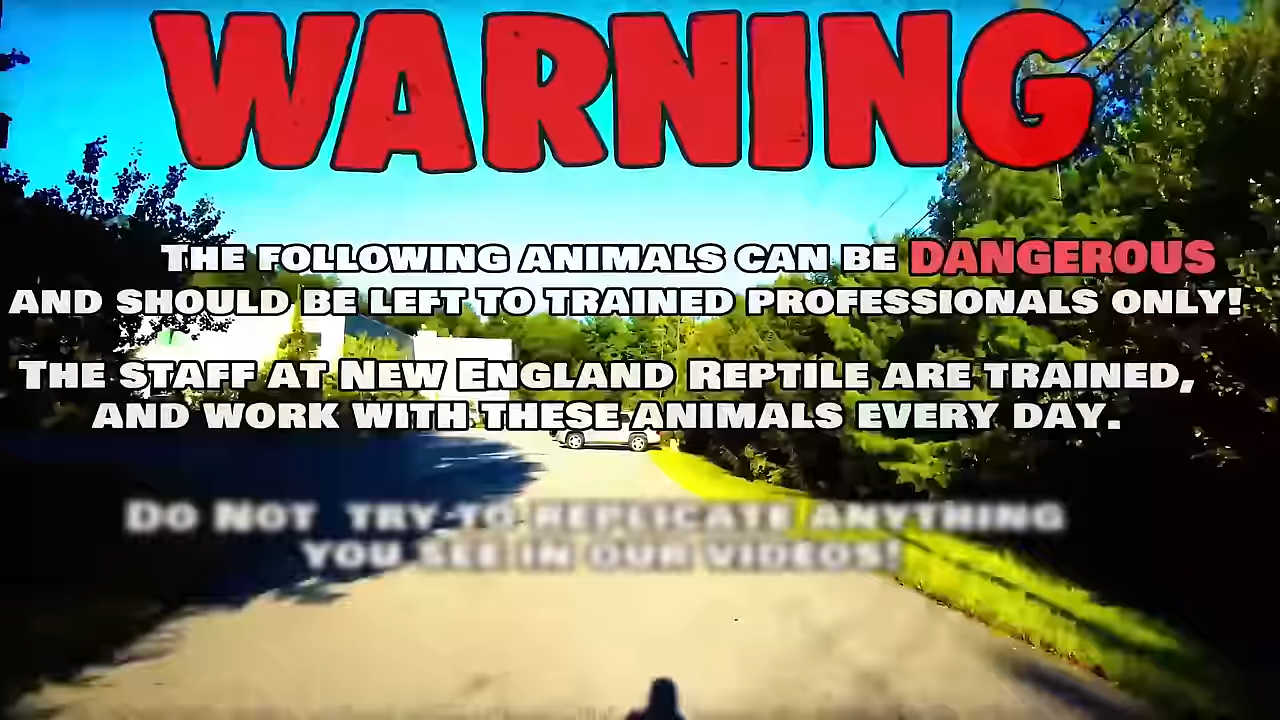 WARNING
The following animals can be DANGEROUS
and should be left to trained professionals only!
The staff at New England Reptile are trained,
and work with these animals every day.
Do Not try to replicate anything
you see in our videos!